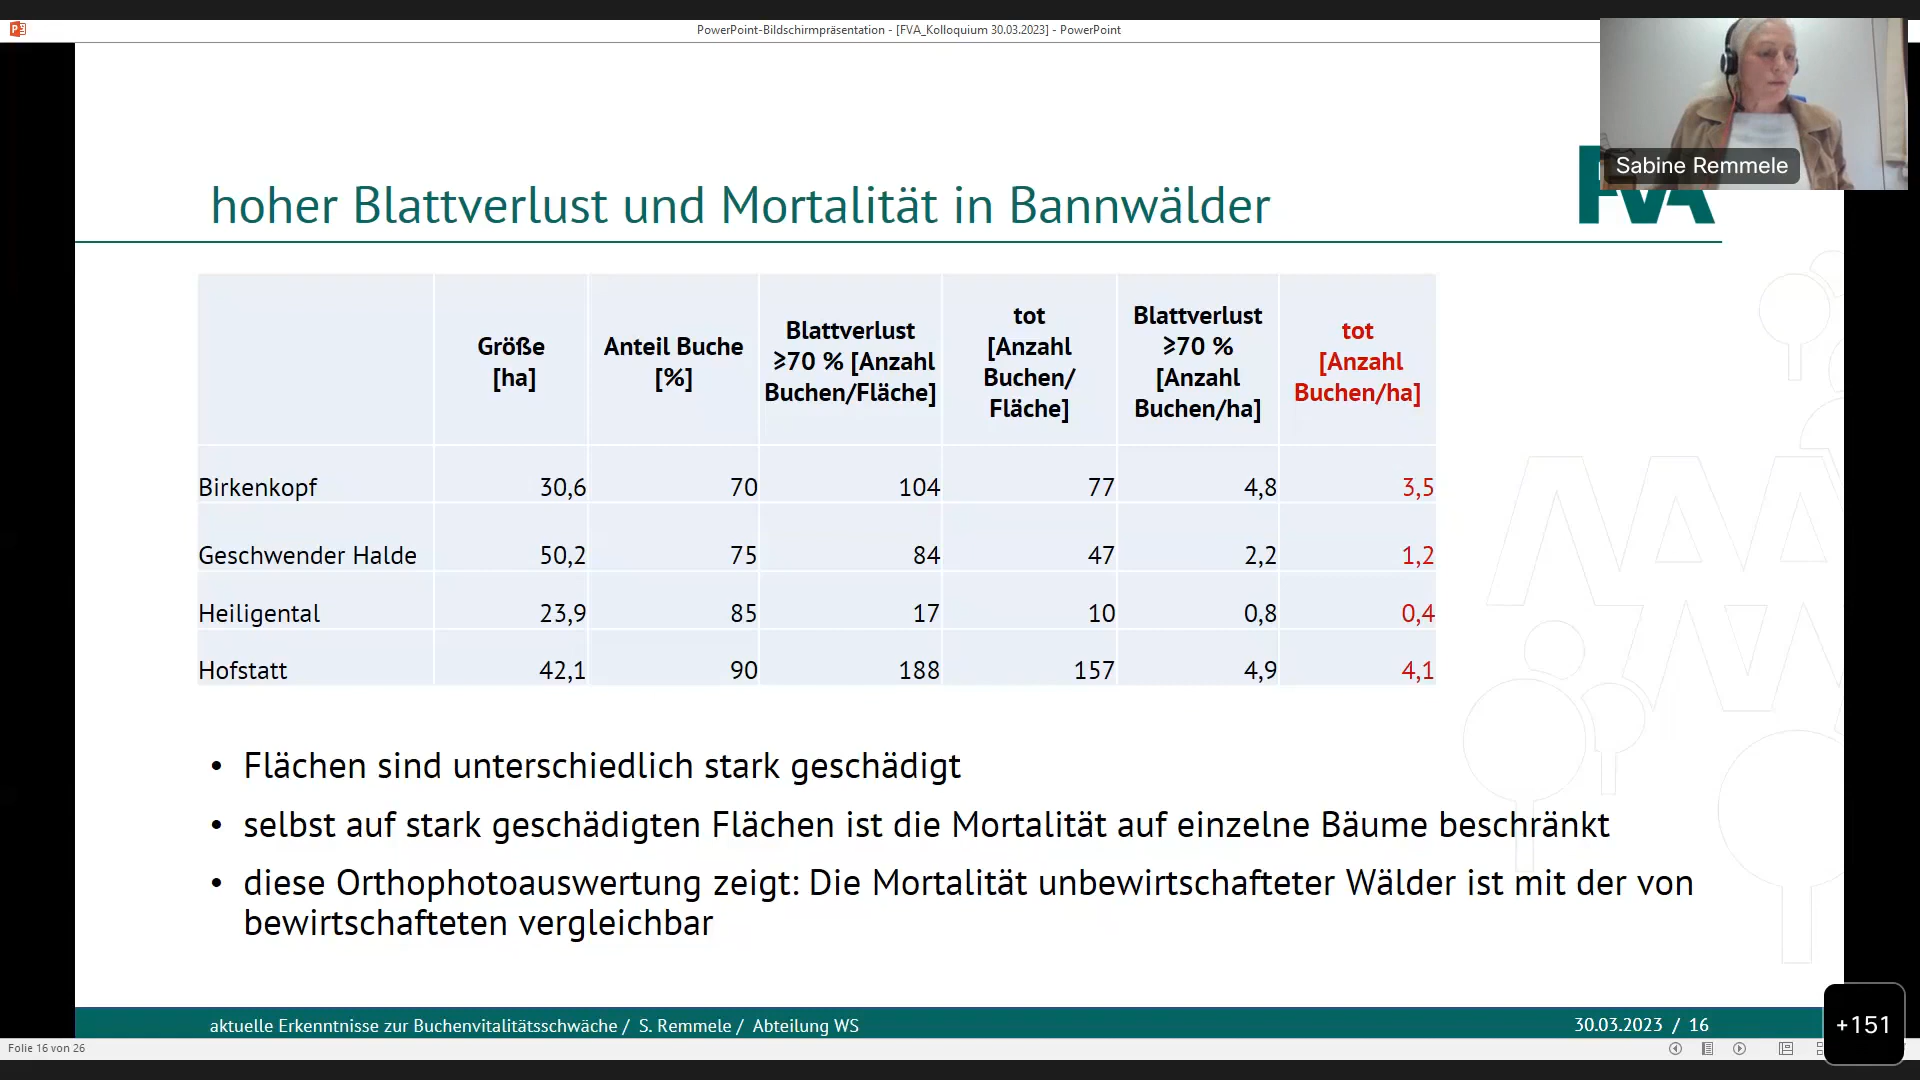 PowerPoint-Bildschirmpräsentation - [FVA_Kolloquium 30.03.2023] - PowerPoint
Sabine Remmele
FVA
hoher Blattverlust und Mortalität in Bannwälder
Größe [ha]
Anteil Buche [%]
Blattverlust ≥70 % [Anzahl Buchen/Fläche]
tot [Anzahl Buchen/ Fläche]
Blattverlust ≥70 % [Anzahl Buchen/ha]
tot [Anzahl Buchen/ha]
Birkenkopf 30,6 70 104 77 4,8 3,5
Geschwender Halde 50,2 75 84 47 2,2 1,2
Heiligental 23,9 85 17 10 0,8 0,4
Hofstatt 42,1 90 188 157 4,9 4,1
• Flächen sind unterschiedlich stark geschädigt
• selbst auf stark geschädigten Flächen ist die Mortalität auf einzelne Bäume beschränkt
• diese Orthophotoauswertung zeigt: Die Mortalität unbewirtschafteter Wälder ist mit der von
bewirtschafteten vergleichbar
aktuelle Erkenntnisse zur Buchenvitalitätsschwäche / S. Remmele / Abteilung WS
30.03.2023 / 16
+151
Folie 16 von 26